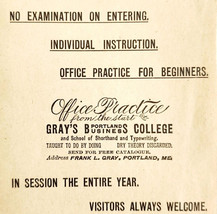 NO EXAMINATION ON ENTERING.
INDIVIDUAL INSTRUCTION.
OFFICE PRACTICE FOR BEGINNERS.
Office Practice
from the start
GRAY'S PORTLAND BUSINESS COLLEGE
and School of Shorthand and Typewriting.
TAUGHT TO DO BY DOING DRY THEORY DISCARDED.
SEND FOR FREE CATALOGUE.
Address FRANK L. GRAY, PORTLAND, ME.
IN SESSION THE ENTIRE YEAR.
VISITORS ALWAYS WELCOME.